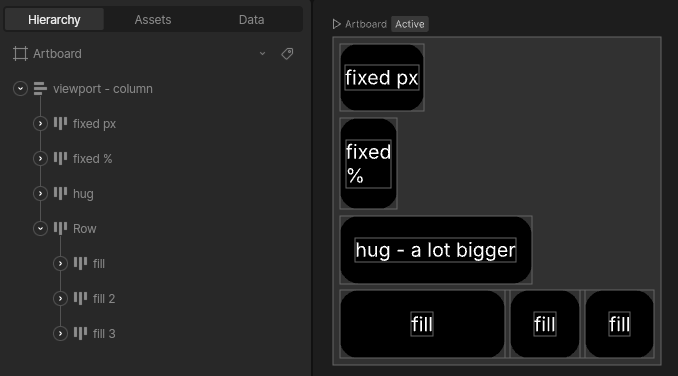 Hierarchy
Assets
Data
Artboard
viewport - column
fixed px
fixed %
hug
Row
fill
fill 2
fill 3
Artboard Active
fixed px
fixed
%
hug - a lot bigger
fill fill fill